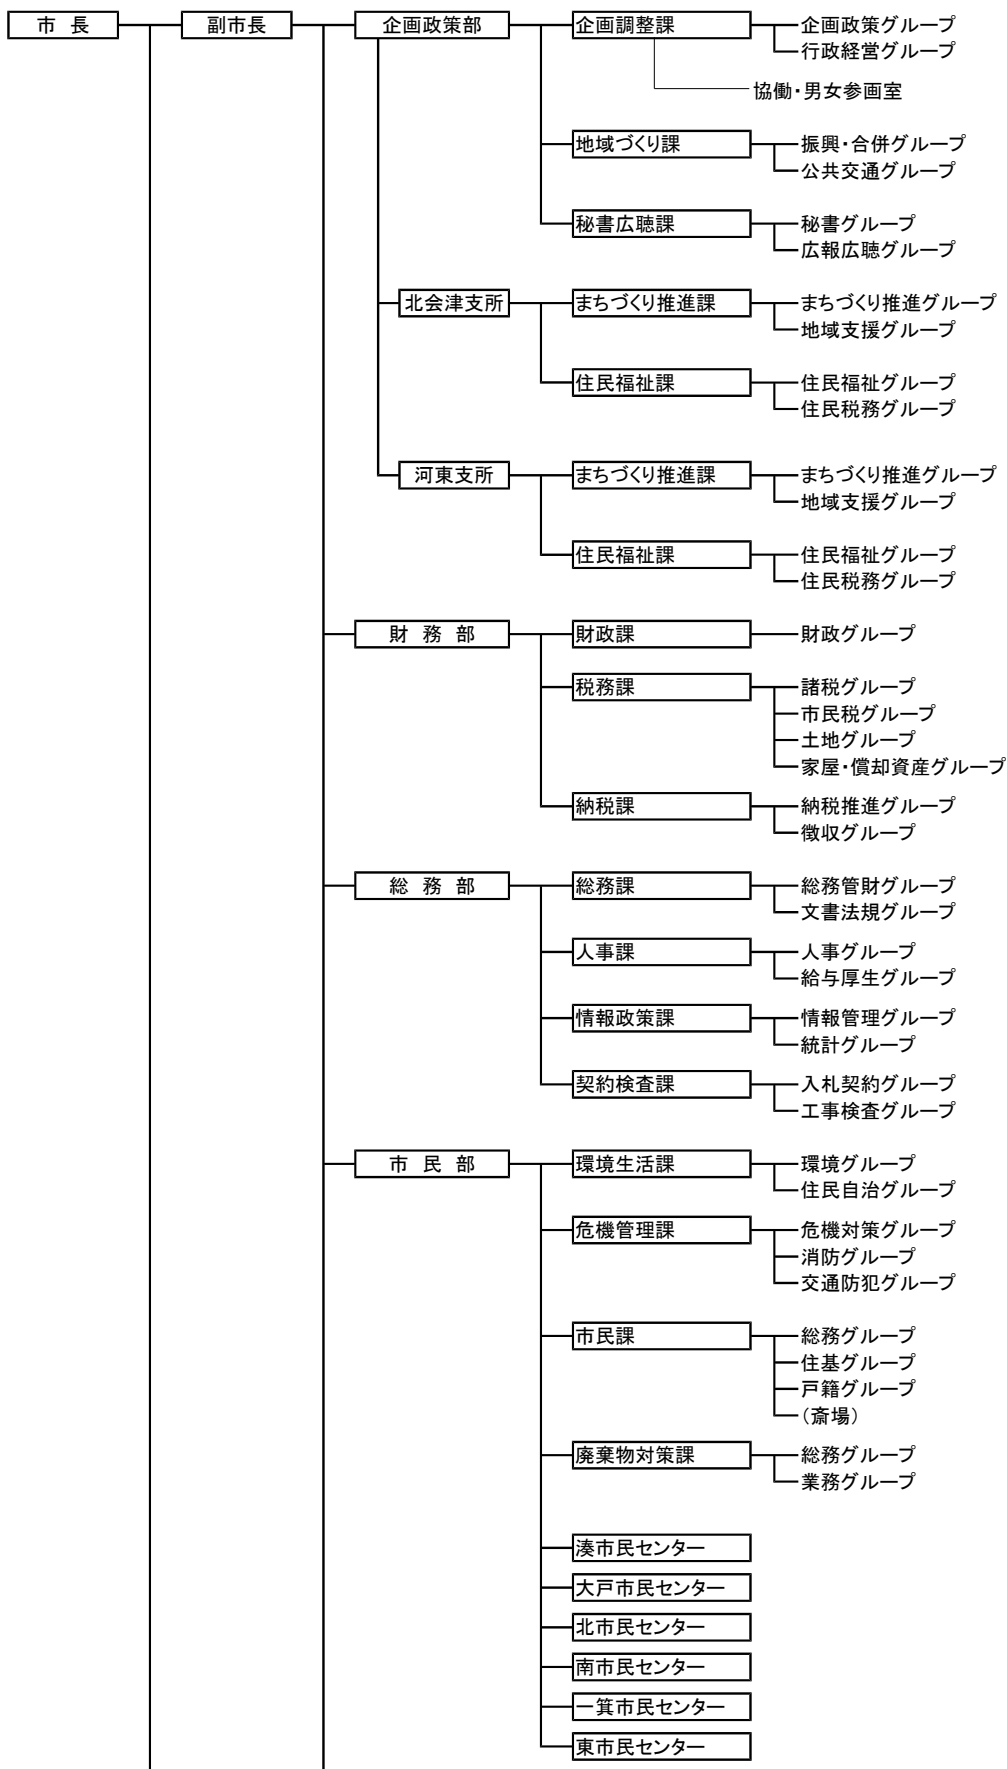 市 長 副市長 企画政策部 企画調整課 企画政策グループ
行政経営グループ
協働・男女参画室
地域づくり課 振興・合併グループ
公共交通グループ
秘書広聴課 秘書グループ
広報広聴グループ
北会津支所 まちづくり推進課 まちづくり推進グループ
地域支援グループ
住民福祉課 住民福祉グループ
住民税務グループ
河東支所 まちづくり推進課 まちづくり推進グループ
地域支援グループ
住民福祉課 住民福祉グループ
住民税務グループ
財 務 部 財政課 財政グループ
税務課 諸税グループ
市民税グループ
土地グループ
家屋・償却資産グループ
納税課 納税推進グループ
徴収グループ
総 務 部 総務課 総務管財グループ
文書法規グループ
人事課 人事グループ
給与厚生グループ
情報政策課 情報管理グループ
統計グループ
契約検査課 入札契約グループ
工事検査グループ
市 民 部 環境生活課 環境グループ
住民自治グループ
危機管理課 危機対策グループ
消防グループ
交通防犯グループ
市民課 総務グループ
住基グループ
戸籍グループ
（斎場）
廃棄物対策課 総務グループ
業務グループ
湊市民センター
大戸市民センター
北市民センター
南市民センター
一箕市民センター
東市民センター